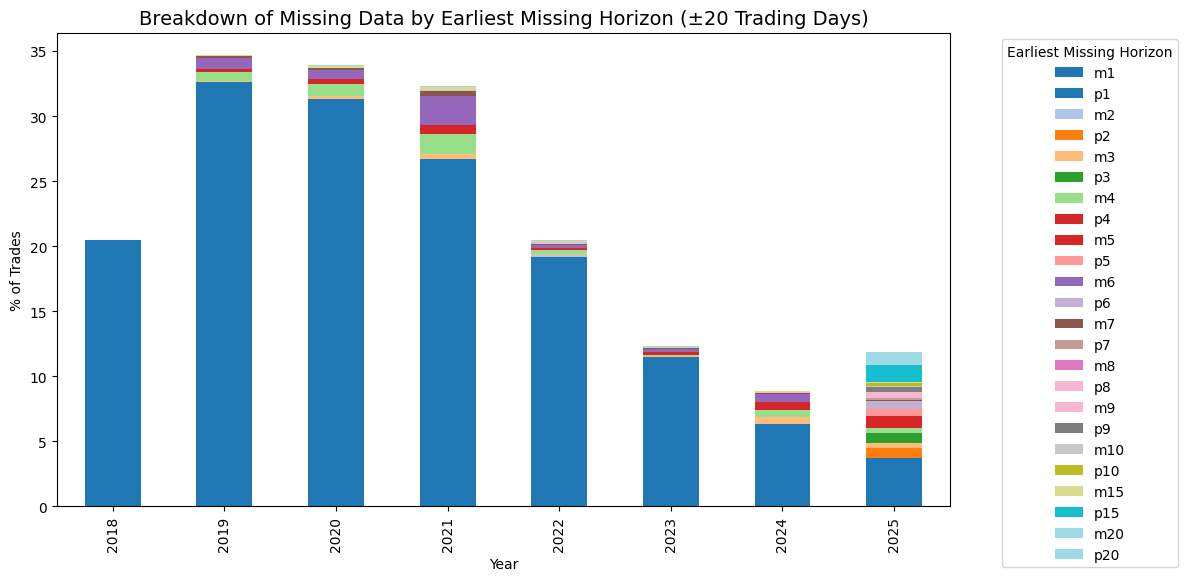 Breakdown of Missing Data by Earliest Missing Horizon (±20 Trading Days)
% of Trades
35
30
25
20
15
10
5
0
2018
2019
2020
2021
2022
2023
2024
2025
Year
Earliest Missing Horizon
m1
p1
m2
p2
m3
p3
m4
p4
m5
p5
m6
p6
m7
p7
m8
p8
m9
p9
m10
p10
m15
p15
m20
p20